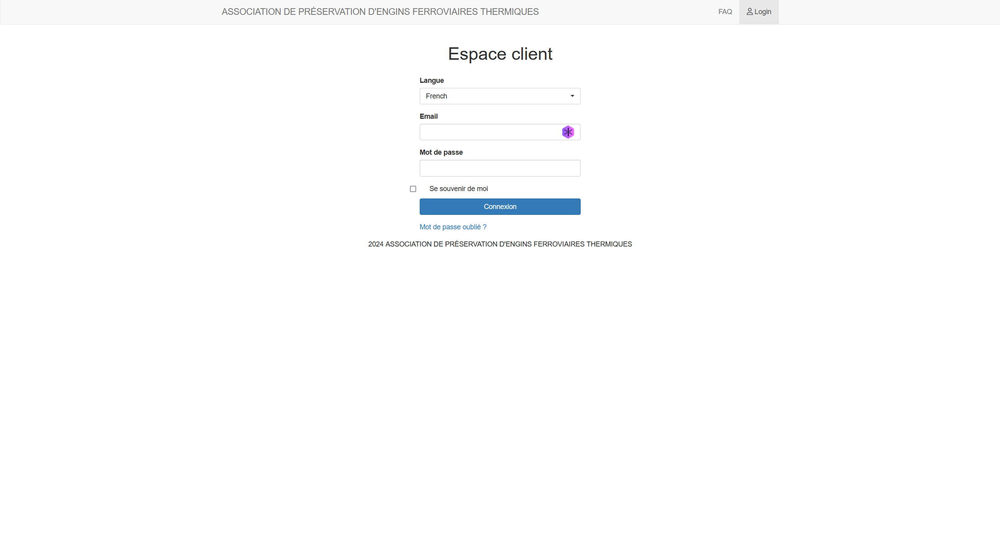 ASSOCIATION DE PRÉSERVATION D'ENGINS FERROVIAIRES THERMIQUES
FAQ
Login
Espace client
Langue
French
Email
Mot de passe
Se souvenir de moi
Connexion
Mot de passe oublié ?
2024 ASSOCIATION DE PRÉSERVATION D'ENGINS FERROVIAIRES THERMIQUES